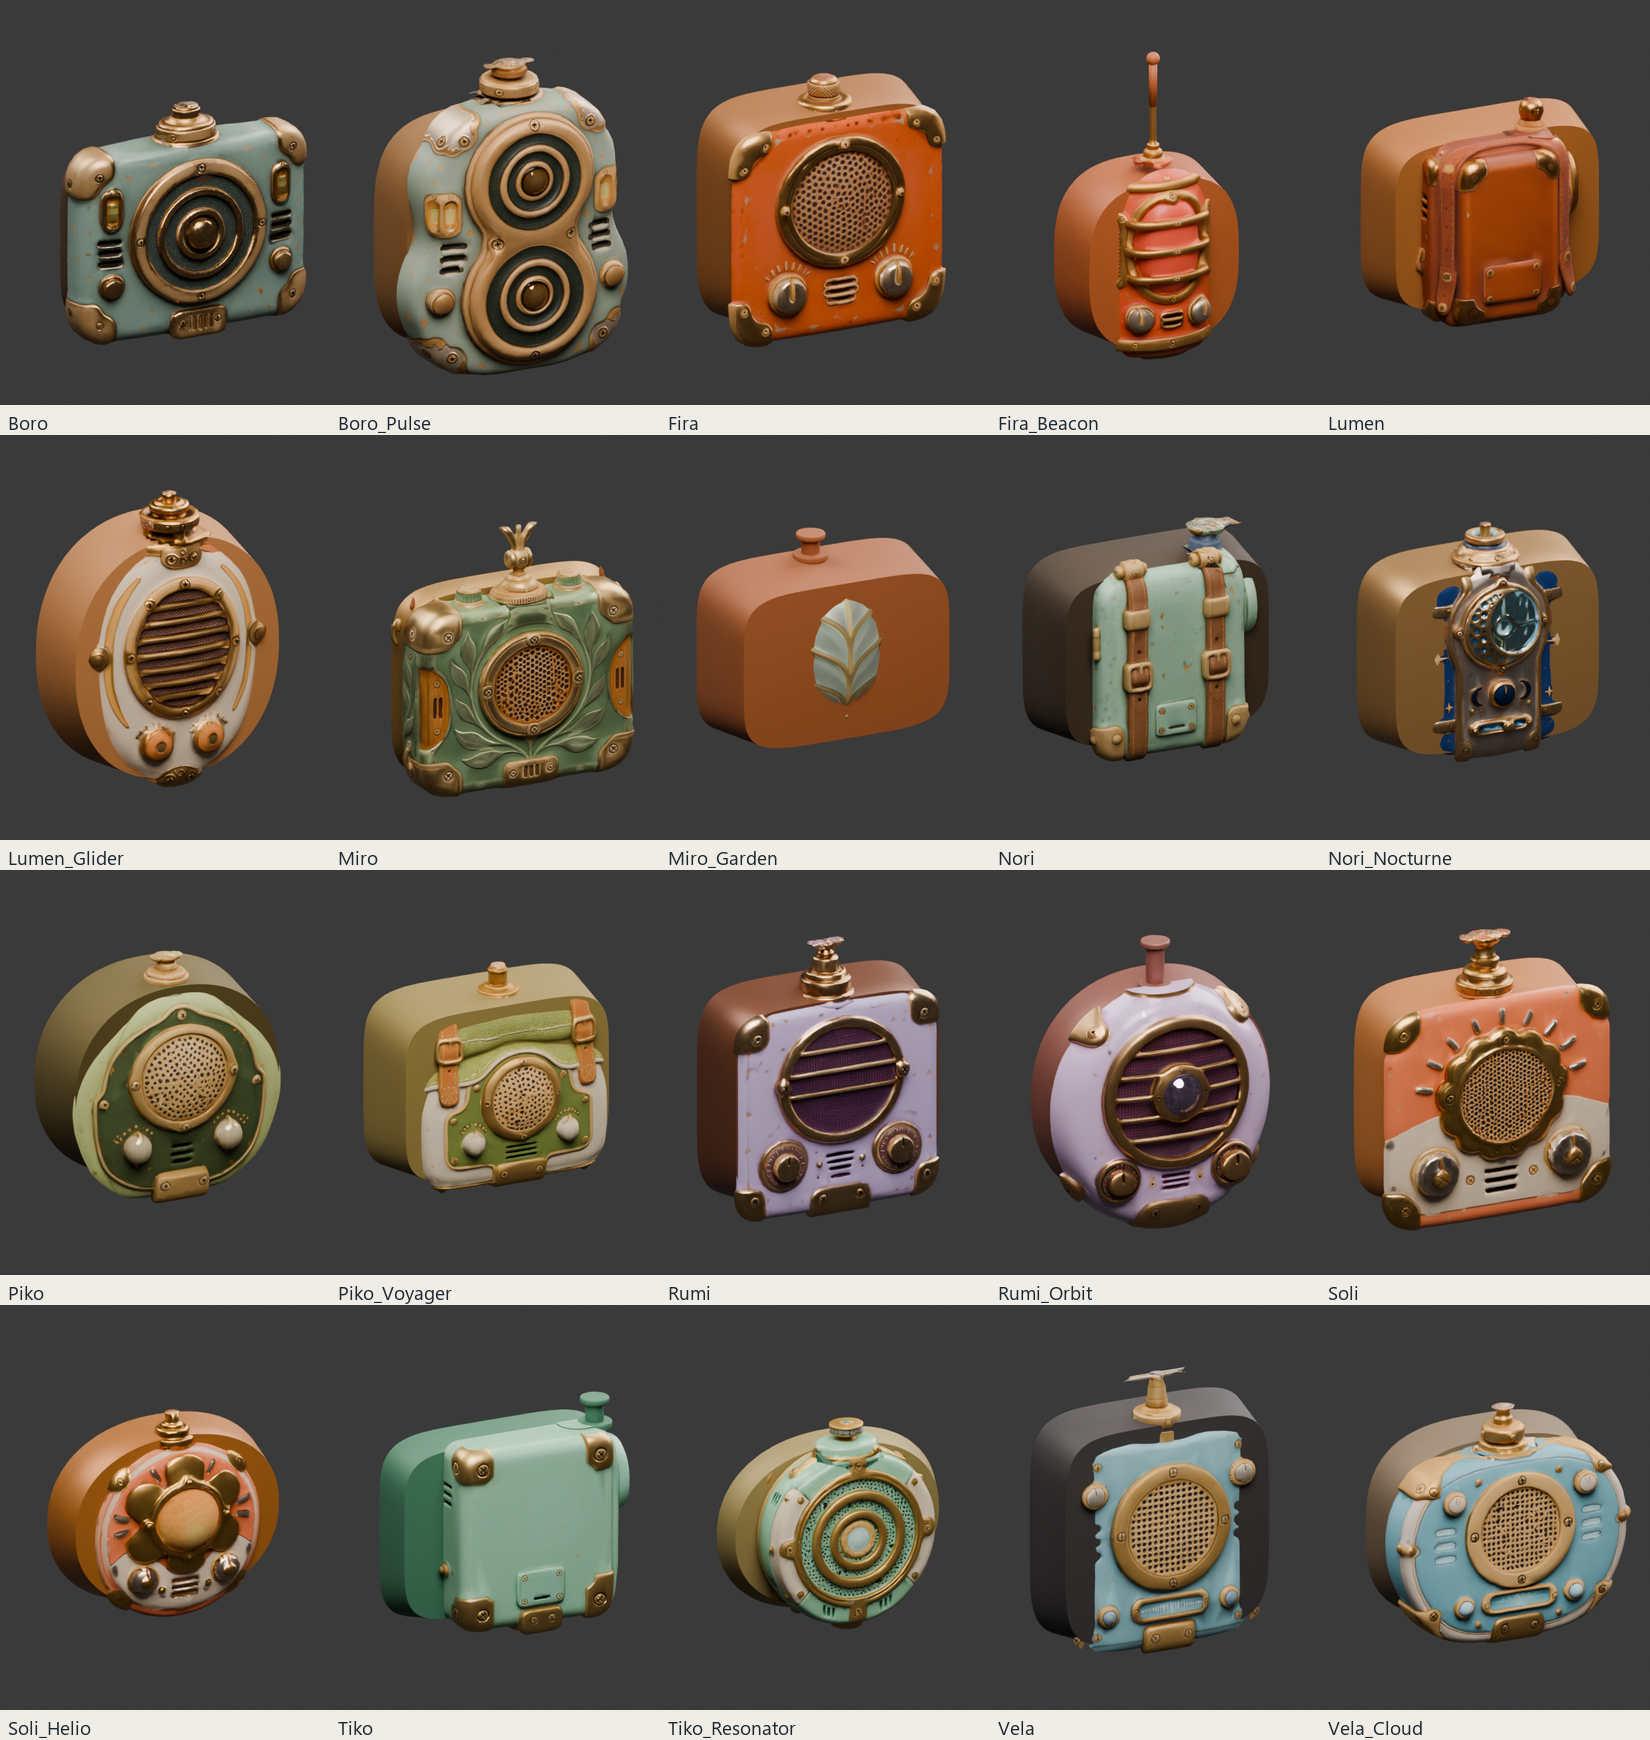 Boro
Boro_Pulse
Fira
Fira_Beacon
Lumen
Lumen_Glider
Miro
Miro_Garden
Nori
Nori_Nocturne
Piko
Piko_Voyager
Rumi
Rumi_Orbit
Soli
Soli_Helio
Tiko
Tiko_Resonator
Vela
Vela_Cloud